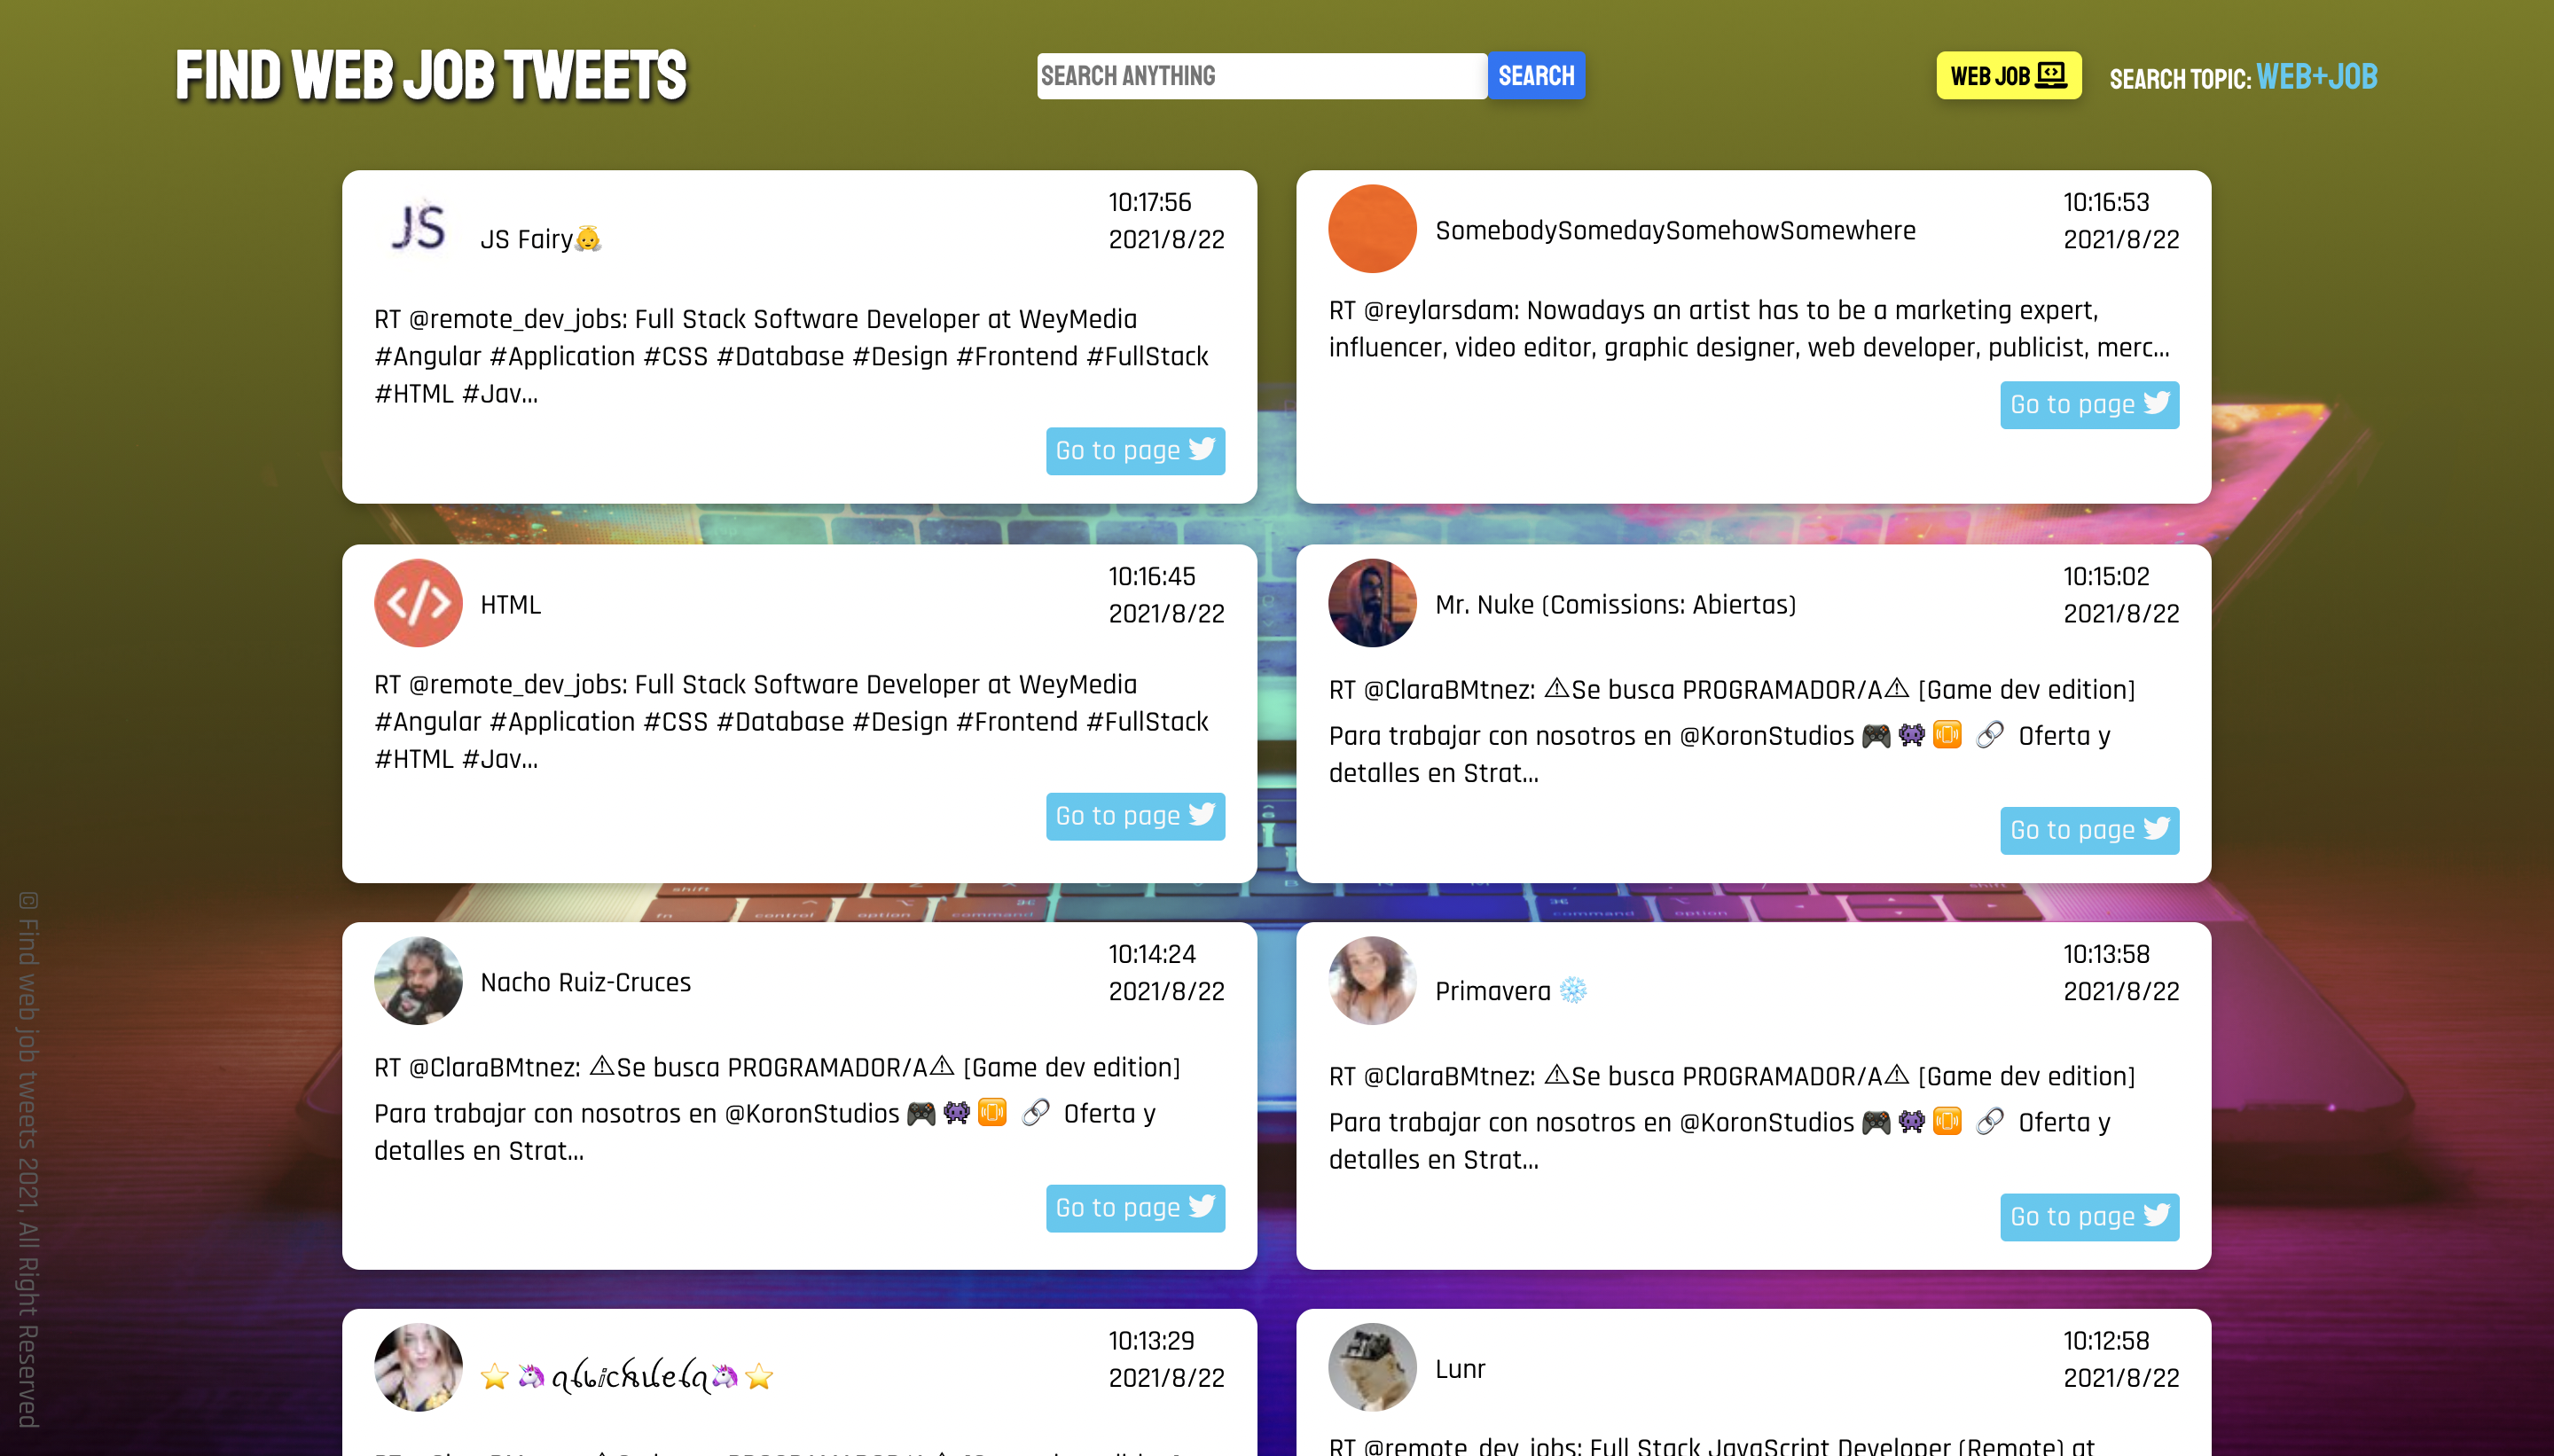 FIND WEB JOB TWEETS
SEARCH ANYTHING
SEARCH
WEB JOB
SEARCH TOPIC: WEB+JOB
JS
JS Fairy👼
10:17:56
2021/8/22
RT @remote_dev_jobs: Full Stack Software Developer at WeyMedia
#Angular #Application #CSS #Database #Design #Frontend #FullStack
#HTML #Jav…
Go to page
SomebodySomedaySomehowSomewhere
10:16:53
2021/8/22
RT @reylarsdam: Nowadays an artist has to be a marketing expert,
influencer, video editor, graphic designer, web developer, publicist, merc…
Go to page
</>
HTML
10:16:45
2021/8/22
RT @remote_dev_jobs: Full Stack Software Developer at WeyMedia
#Angular #Application #CSS #Database #Design #Frontend #FullStack
#HTML #Jav…
Go to page
Mr. Nuke (Comissions: Abiertas)
10:15:02
2021/8/22
RT @ClaraBMtnez: ⚠Se busca PROGRAMADOR/A⚠ [Game dev edition]
Para trabajar con nosotros en @KoronStudios 🎮 👾 📳 🔗 Oferta y
detalles en Strat…
Go to page
Nacho Ruiz-Cruces
10:14:24
2021/8/22
RT @ClaraBMtnez: ⚠Se busca PROGRAMADOR/A⚠ [Game dev edition]
Para trabajar con nosotros en @KoronStudios 🎮 👾 📳 🔗 Oferta y
detalles en Strat…
Go to page
Primavera ❄
10:13:58
2021/8/22
RT @ClaraBMtnez: ⚠Se busca PROGRAMADOR/A⚠ [Game dev edition]
Para trabajar con nosotros en @KoronStudios 🎮 👾 📳 🔗 Oferta y
detalles en Strat…
Go to page
10:13:29
2021/8/22
Lunr
10:12:58
2021/8/22
RT @remote_dev_jobs: Full Stack JavaScript Developer (Remote) at
shift
fn
control
option
command
command
option
shift
© Find web job tweets 2021, All Right Reserved